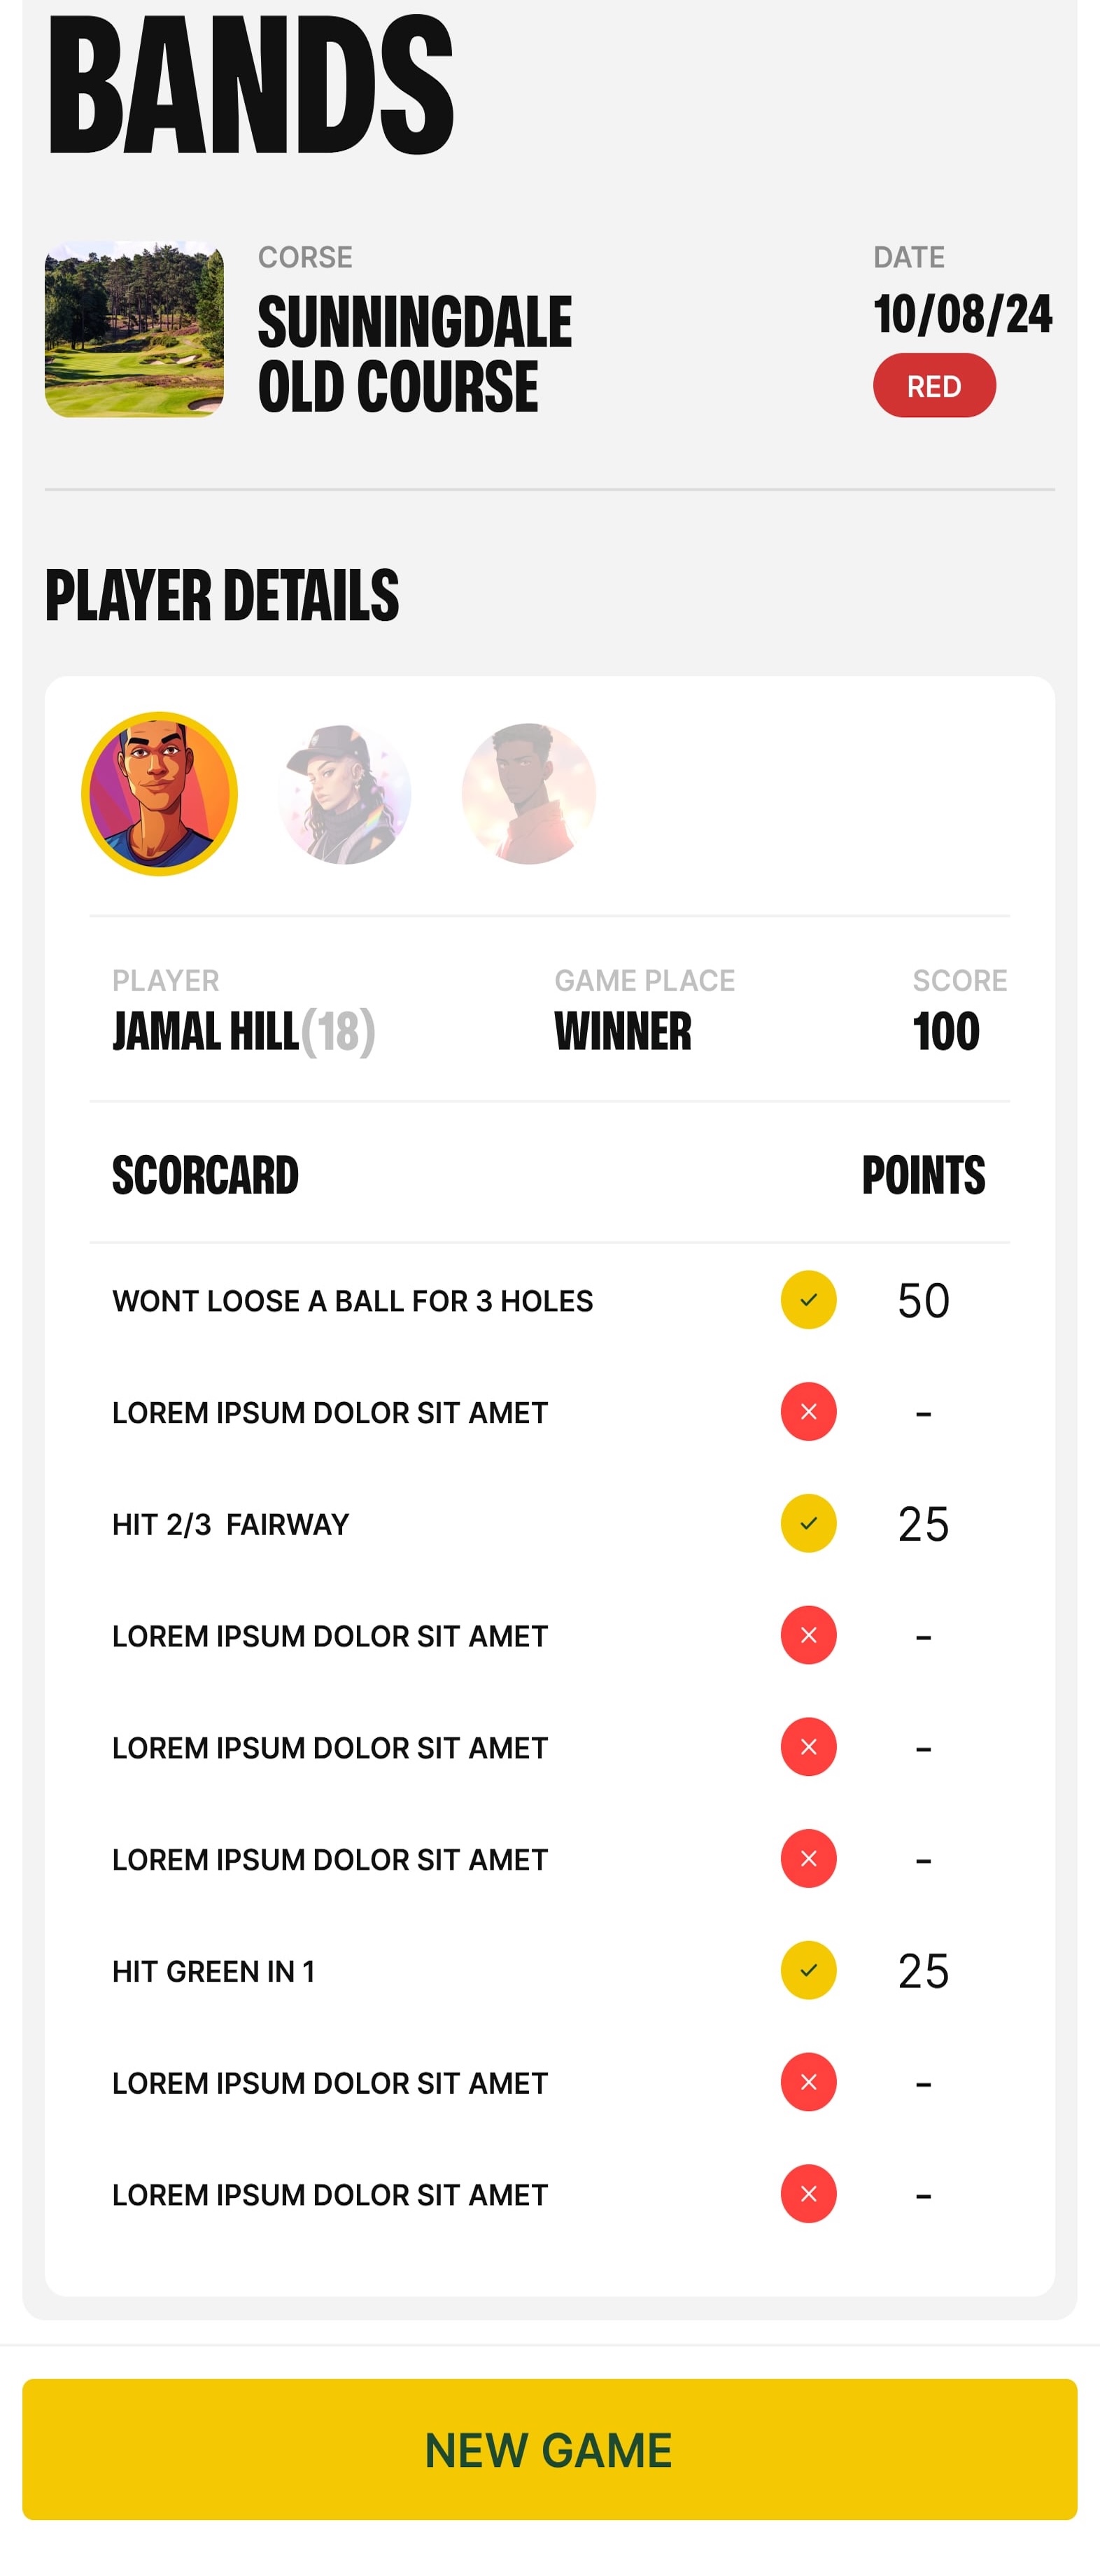 BANDS
CORSE
SUNNINGDALE
OLD COURSE
DATE
10/08/24
RED
PLAYER DETAILS
PLAYER
JAMAL HILL(18)
GAME PLACE
WINNER
SCORE
100
SCORCARD POINTS
WONT LOOSE A BALL FOR 3 HOLES 50
LOREM IPSUM DOLOR SIT AMET -
HIT 2/3 FAIRWAY 25
LOREM IPSUM DOLOR SIT AMET -
LOREM IPSUM DOLOR SIT AMET -
LOREM IPSUM DOLOR SIT AMET -
HIT GREEN IN 1 25
LOREM IPSUM DOLOR SIT AMET -
LOREM IPSUM DOLOR SIT AMET -
NEW GAME